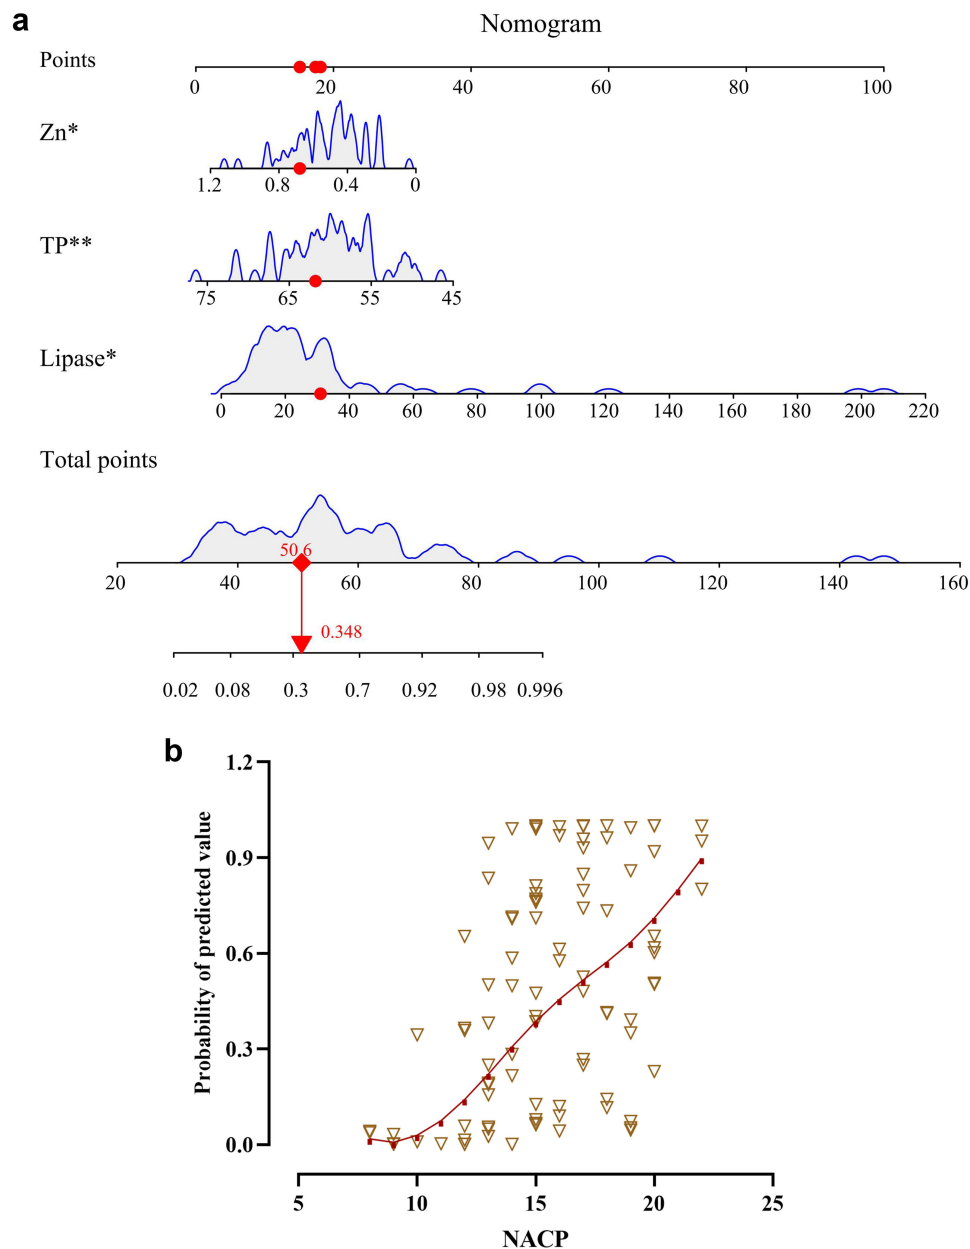 a
Nomogram
Points
0 20 40 60 80 100
Zn*
1.2 0.8 0.4 0
TP**
75 65 55 45
Lipase*
0 20 40 60 80 100 120 140 160 180 200 220
Total points
50.6
20 40 60 80 100 120 140 160
0.348
0.02 0.08 0.3 0.7 0.92 0.98 0.996
b
Probability of predicted value
1.2
0.9
0.6
0.3
0.0
5 10 15 20 25
NACP